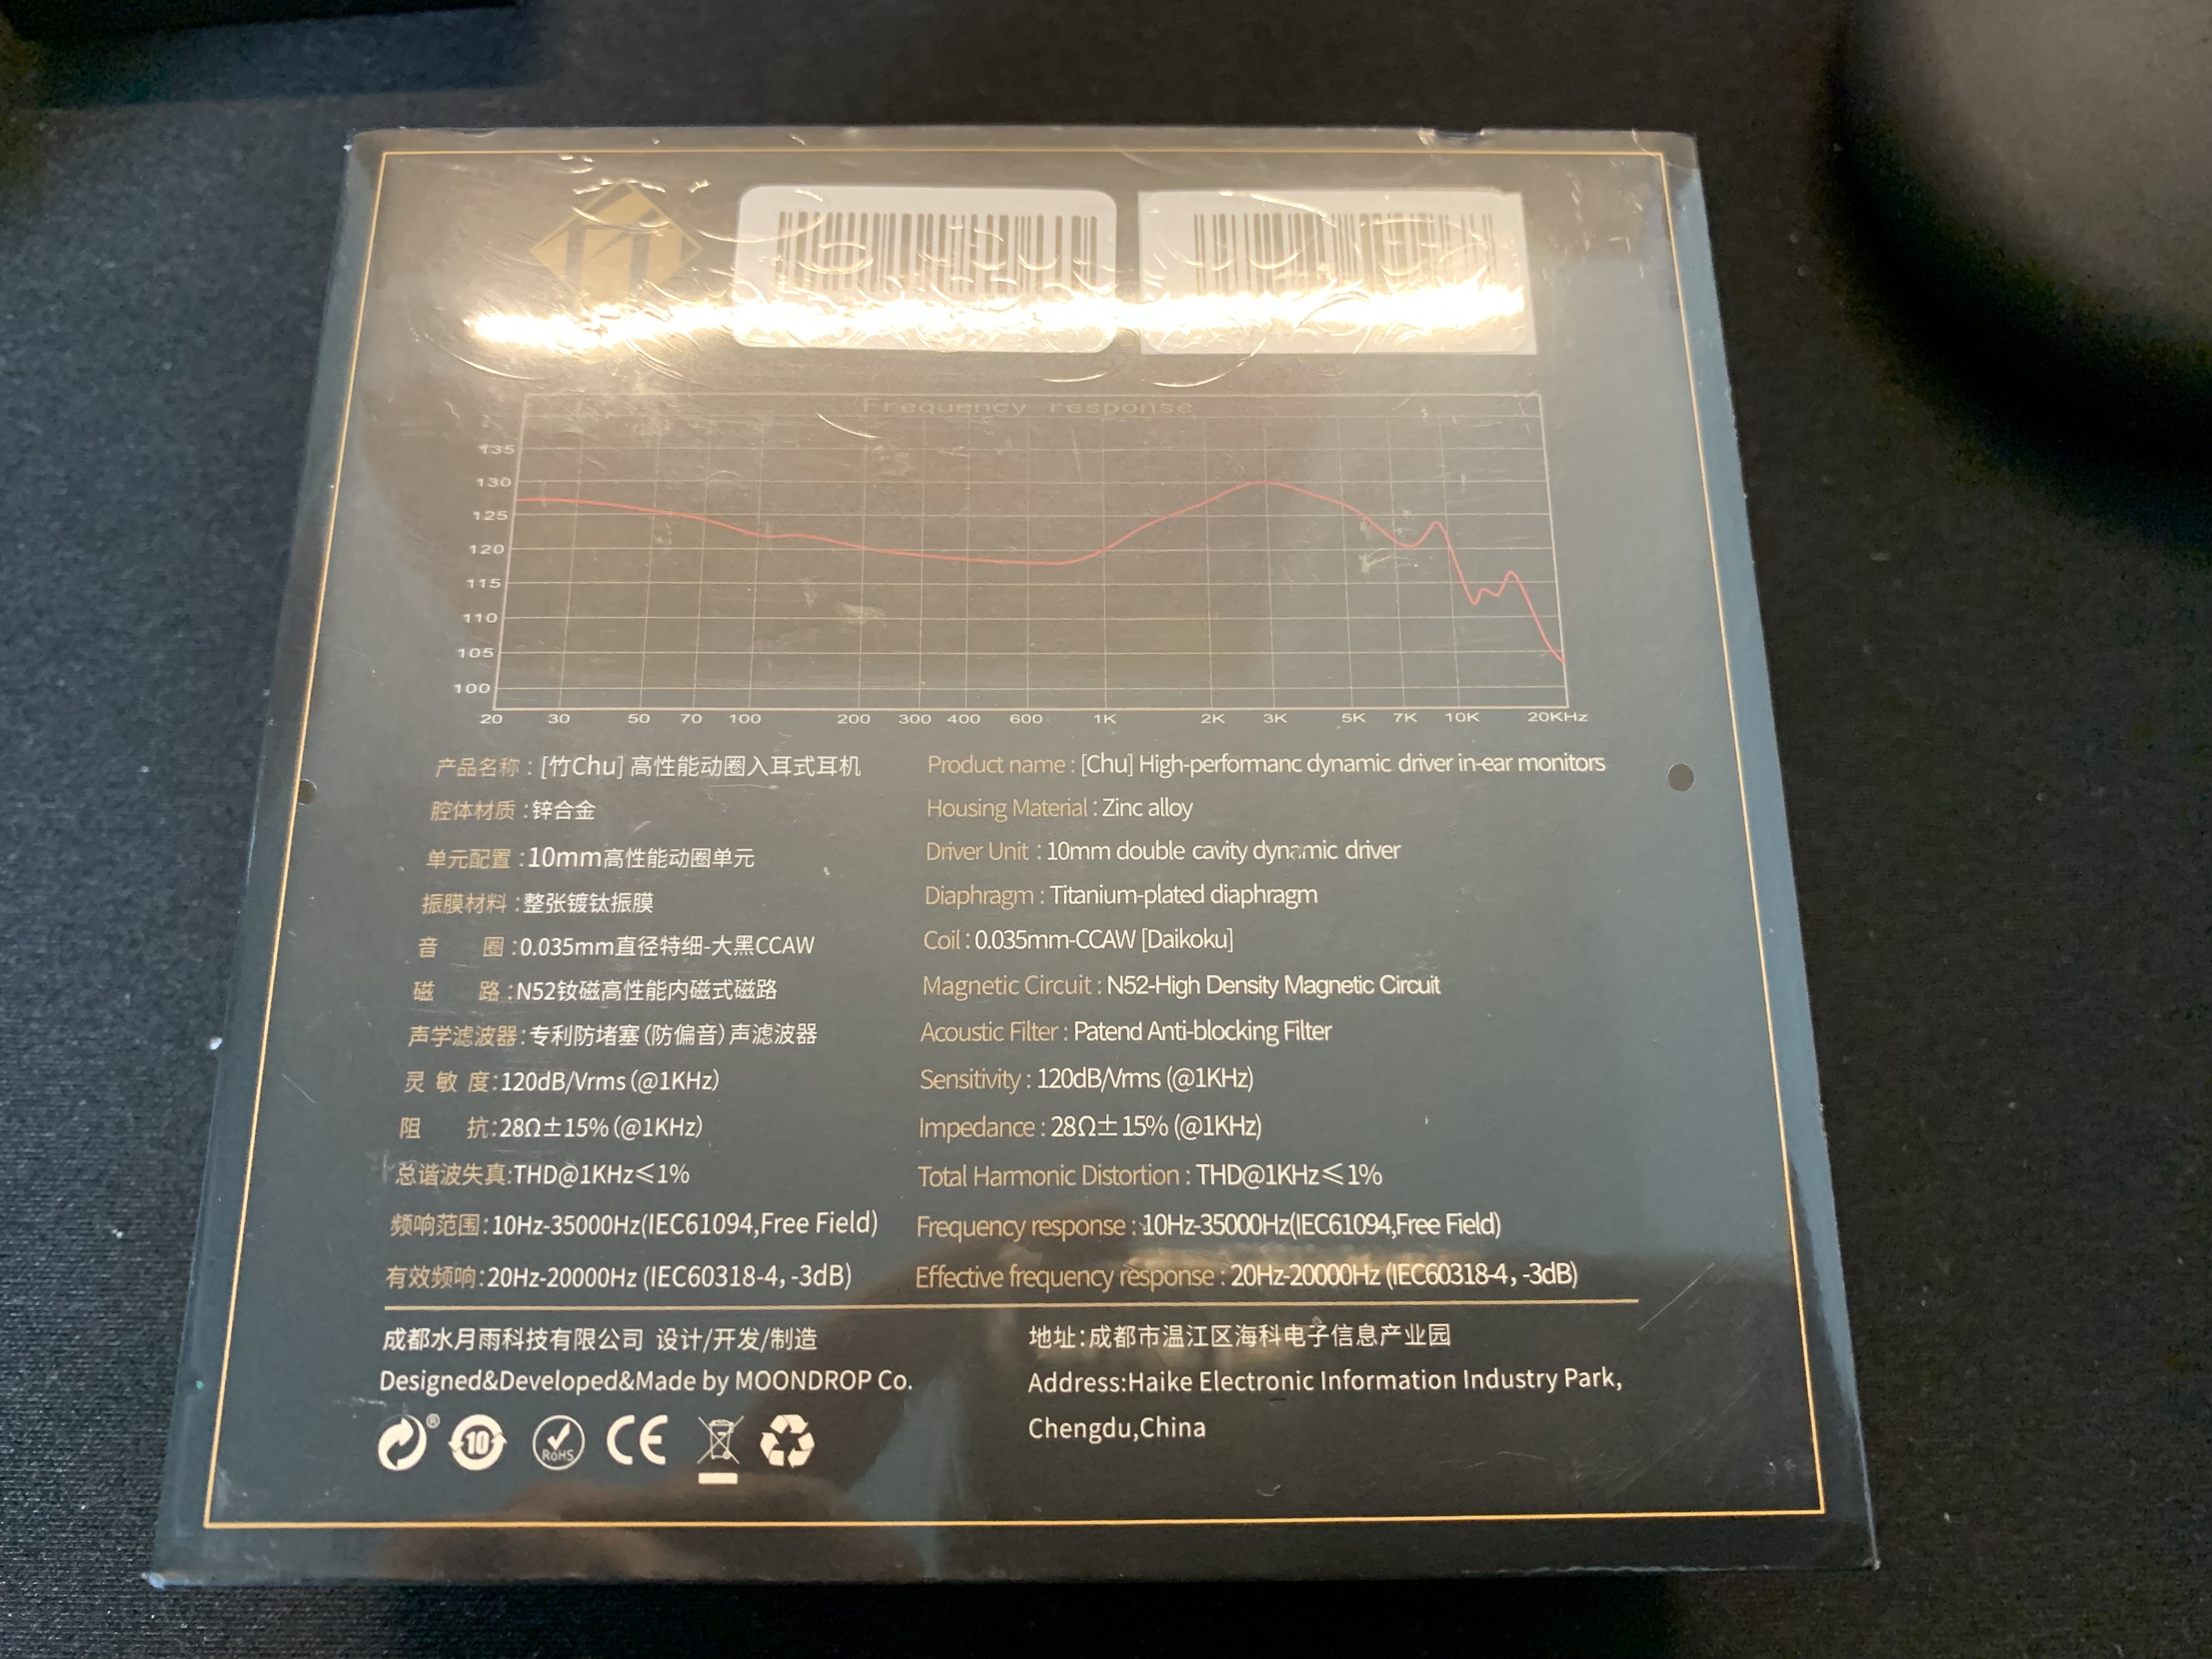 Frequency response
135
130
125
120
115
110
105
100
20 30 50 70 100 200 300 400 600 1K 2K 3K 5K 7K 10K 20KHz
产品名称 : [竹Chu] 高性能动圈入耳式耳机
腔体材质 : 锌合金
单元配置 : 10mm高性能动圈单元
振膜材料 : 整张镀钛振膜
音 圈 : 0.035mm直径特细-大黑CCAW
磁 路 : N52钕磁高性能内磁式磁路
声学滤波器: 专利防堵塞(防偏音)声滤波器
灵 敏 度: 120dB/Vrms (@1KHz)
阻 抗: 28Ω±15% (@1KHz)
总谐波失真: THD@1KHz≤1%
频响范围: 10Hz-35000Hz(IEC61094,Free Field)
有效频响: 20Hz-20000Hz (IEC60318-4, -3dB)
Product name : [Chu] High-performanc dynamic driver in-ear monitors
Housing Material : Zinc alloy
Driver Unit : 10mm double cavity dynamic driver
Diaphragm : Titanium-plated diaphragm
Coil : 0.035mm-CCAW [Daikoku]
Magnetic Circuit : N52-High Density Magnetic Circuit
Acoustic Filter : Patend Anti-blocking Filter
Sensitivity : 120dB/Vrms (@1KHz)
Impedance : 28Ω±15% (@1KHz)
Total Harmonic Distortion : THD@1KHz≤1%
Frequency response : 10Hz-35000Hz(IEC61094,Free Field)
Effective frequency response : 20Hz-20000Hz (IEC60318-4, -3dB)
成都水月雨科技有限公司 设计/开发/制造
Designed&Developed&Made by MOONDROP Co.
® 10 RoHS CE
地址:成都市温江区海科电子信息产业园
Address:Haike Electronic Information Industry Park,
Chengdu,China